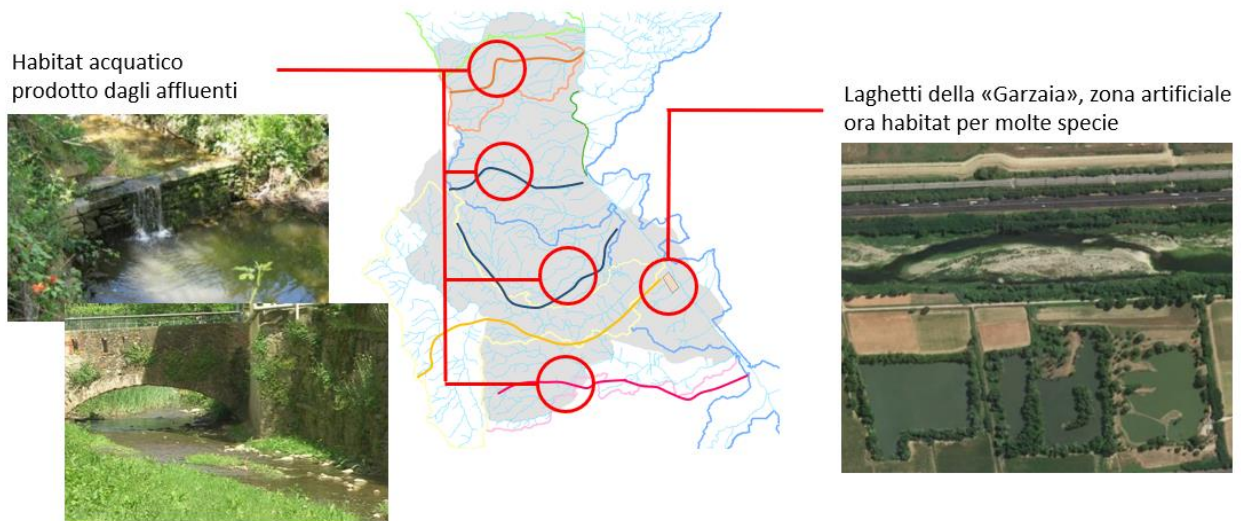 Habitat acquatico
prodotto dagli affluenti
Laghetti della «Garzaia», zona artificiale
ora habitat per molte specie